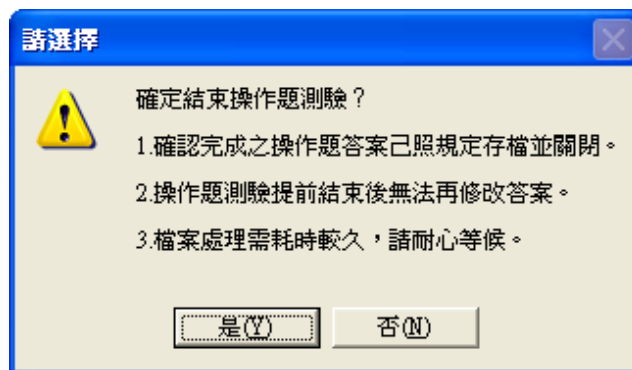 請選擇
確定結束操作題測驗？
1.確認完成之操作題答案己照規定存檔並關閉。
2.操作題測驗提前結束後無法再修改答案。
3.檔案處理需耗時較久，請耐心等候。
是(Y) 否(N)